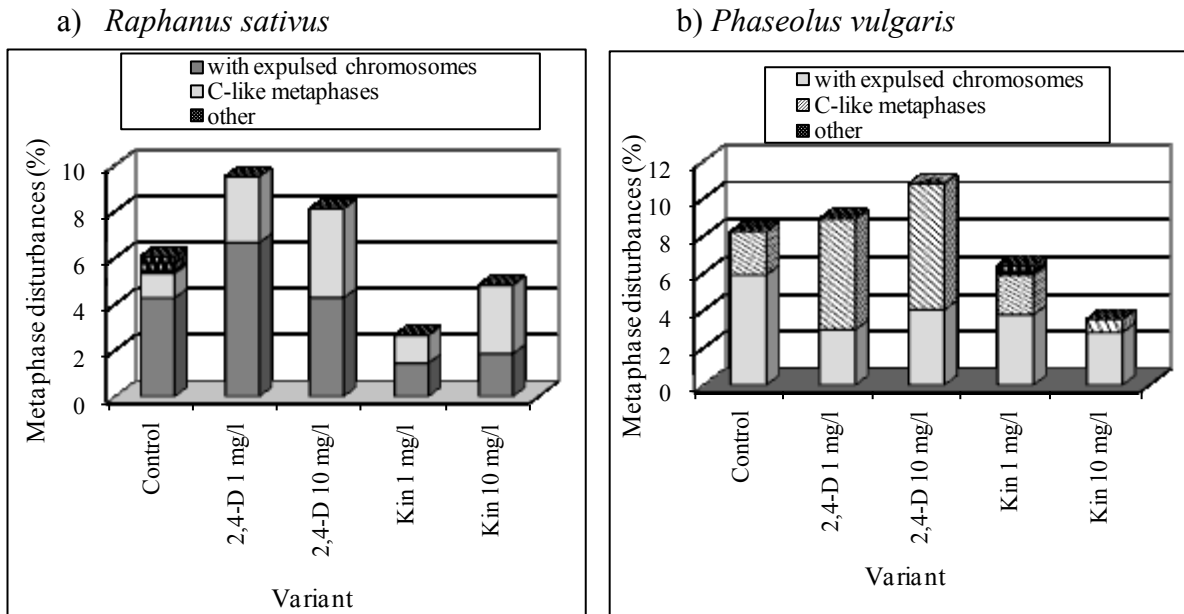 a) Raphanus sativus
with expulsed chromosomes
C-like metaphases
other
Metaphase disturbances (%)
10
8
6
4
2
0
Control
2,4-D 1 mg/l
2,4-D 10 mg/l
Kin 1 mg/l
Kin 10 mg/l
Variant
b) Phaseolus vulgaris
with expulsed chromosomes
C-like metaphases
other
Metaphase disturbances (%)
12
10
8
6
4
2
0
Control
2,4-D 1 mg/l
2,4-D 10 mg/l
Kin 1 mg/l
Kin 10 mg/l
Variant